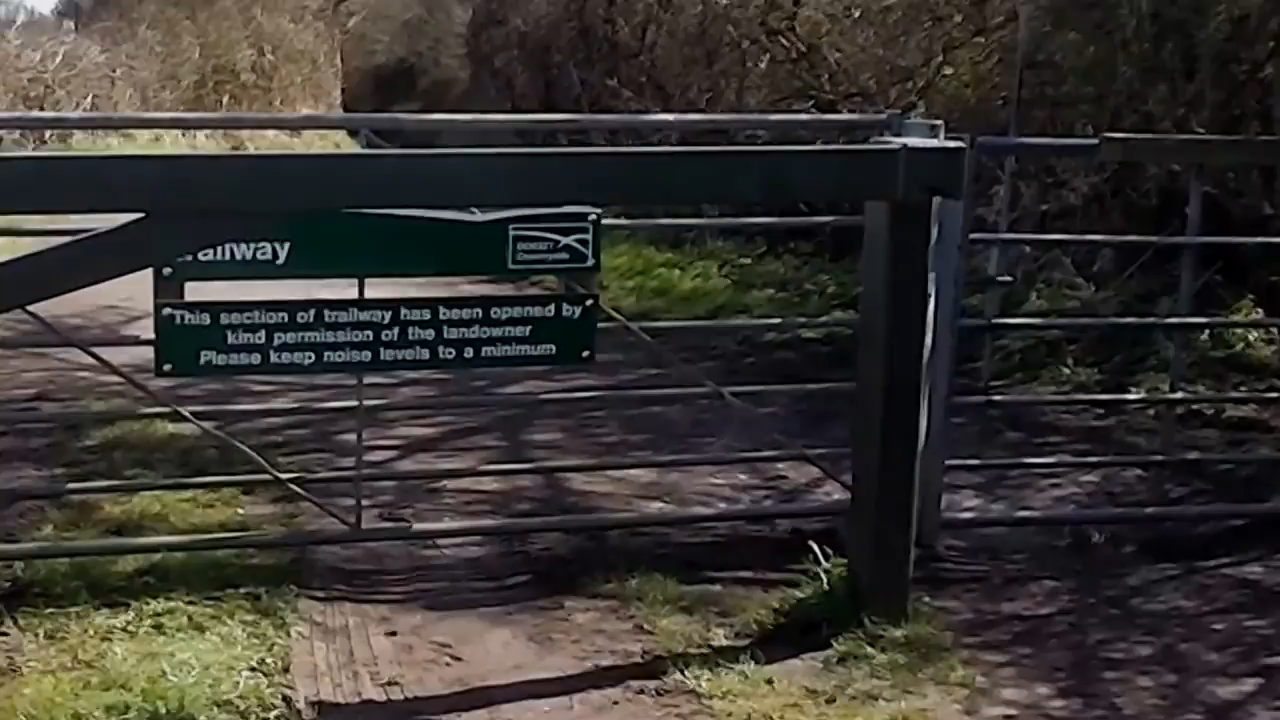 railway
DORSET
Countryside
This section of trailway has been opened by
kind permission of the landowner
Please keep noise levels to a minimum